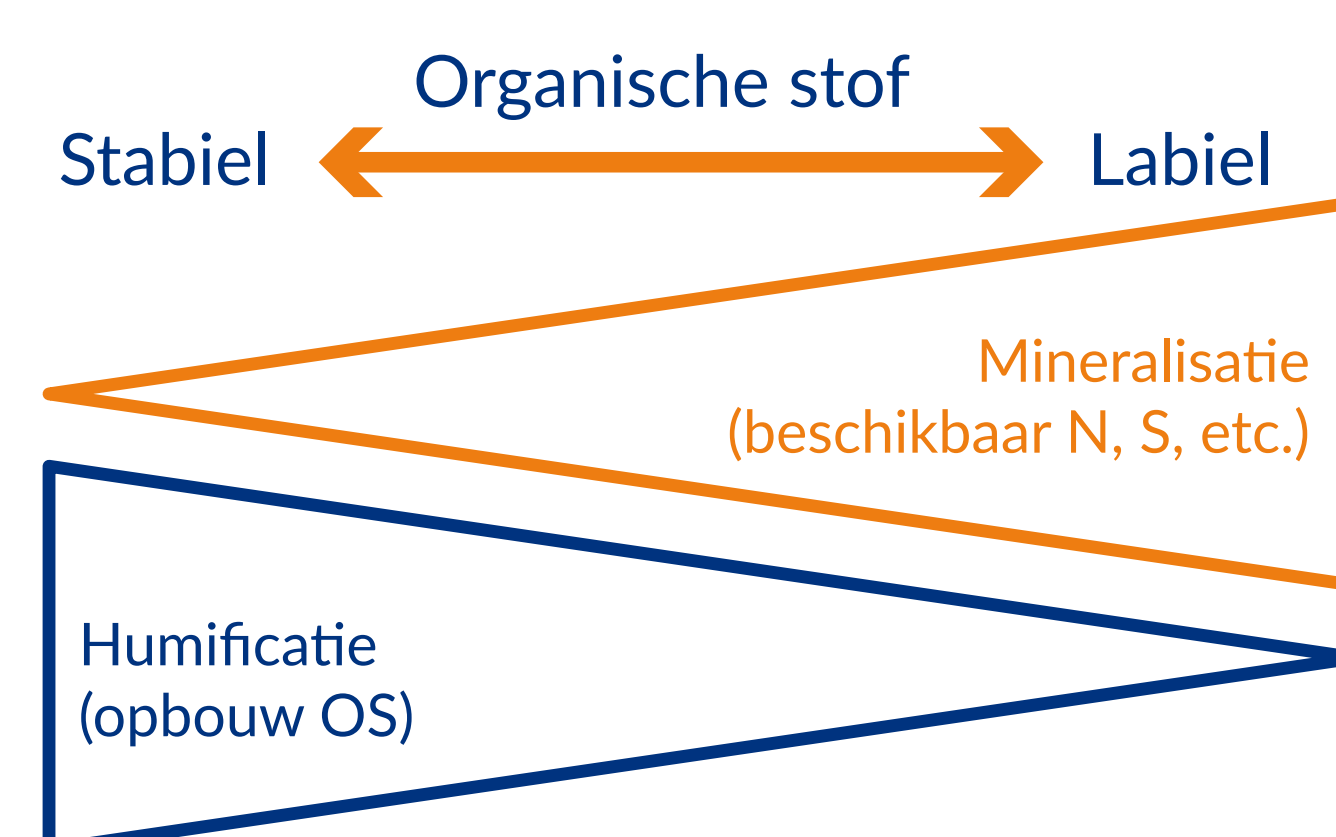 Organische stof
Stabiel
Labiel
Mineralisatie
(beschikbaar N, S, etc.)
Humificatie
(opbouw OS)